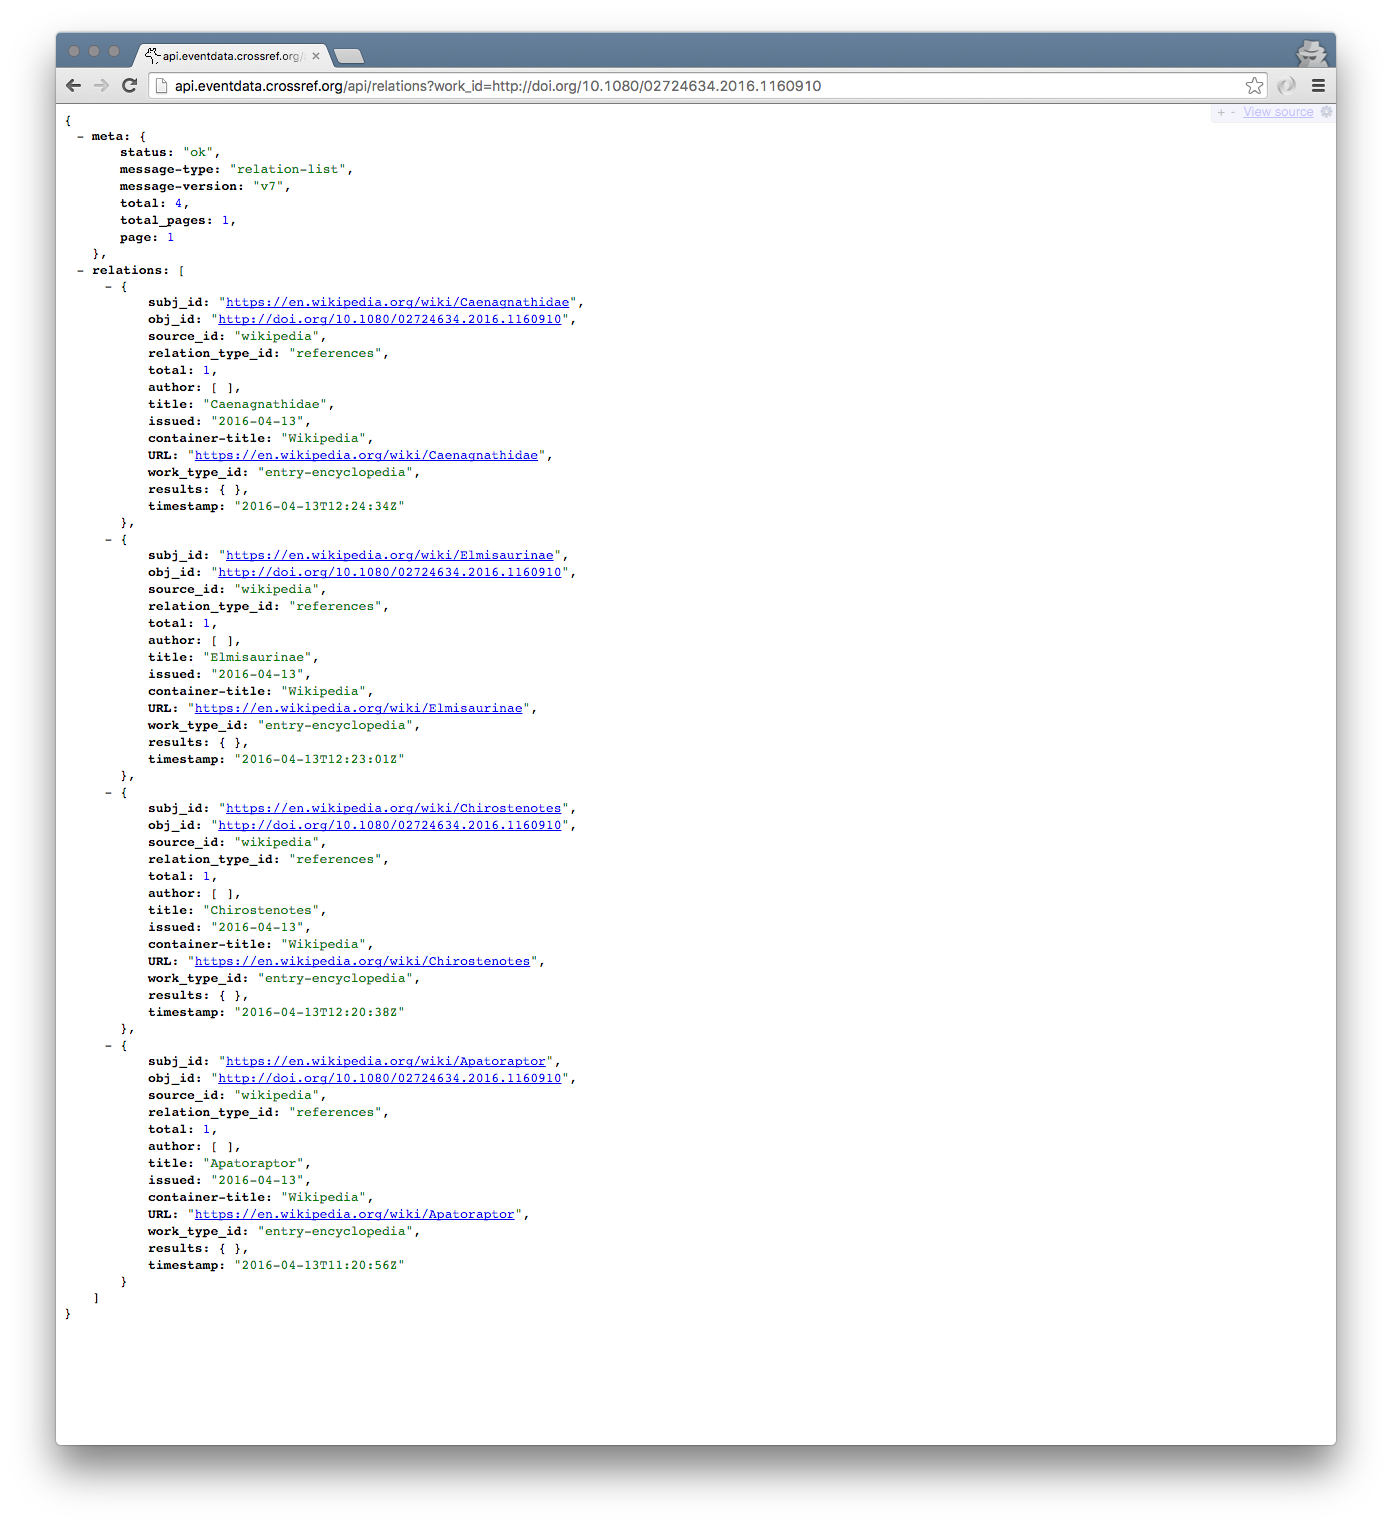 api.eventdata.crossref.org/
api.eventdata.crossref.org/api/relations?work_id=http://doi.org/10.1080/02724634.2016.1160910
+ - View source
{
- meta: {
status: "ok",
message-type: "relation-list",
message-version: "v7",
total: 4,
total_pages: 1,
page: 1
},
- relations: [
- {
subj_id: "https://en.wikipedia.org/wiki/Caenagnathidae",
obj_id: "http://doi.org/10.1080/02724634.2016.1160910",
source_id: "wikipedia",
relation_type_id: "references",
total: 1,
author: [ ],
title: "Caenagnathidae",
issued: "2016-04-13",
container-title: "Wikipedia",
URL: "https://en.wikipedia.org/wiki/Caenagnathidae",
work_type_id: "entry-encyclopedia",
results: { },
timestamp: "2016-04-13T12:24:34Z"
},
- {
subj_id: "https://en.wikipedia.org/wiki/Elmisaurinae",
obj_id: "http://doi.org/10.1080/02724634.2016.1160910",
source_id: "wikipedia",
relation_type_id: "references",
total: 1,
author: [ ],
title: "Elmisaurinae",
issued: "2016-04-13",
container-title: "Wikipedia",
URL: "https://en.wikipedia.org/wiki/Elmisaurinae",
work_type_id: "entry-encyclopedia",
results: { },
timestamp: "2016-04-13T12:23:01Z"
},
- {
subj_id: "https://en.wikipedia.org/wiki/Chirostenotes",
obj_id: "http://doi.org/10.1080/02724634.2016.1160910",
source_id: "wikipedia",
relation_type_id: "references",
total: 1,
author: [ ],
title: "Chirostenotes",
issued: "2016-04-13",
container-title: "Wikipedia",
URL: "https://en.wikipedia.org/wiki/Chirostenotes",
work_type_id: "entry-encyclopedia",
results: { },
timestamp: "2016-04-13T12:20:38Z"
},
- {
subj_id: "https://en.wikipedia.org/wiki/Apatoraptor",
obj_id: "http://doi.org/10.1080/02724634.2016.1160910",
source_id: "wikipedia",
relation_type_id: "references",
total: 1,
author: [ ],
title: "Apatoraptor",
issued: "2016-04-13",
container-title: "Wikipedia",
URL: "https://en.wikipedia.org/wiki/Apatoraptor",
work_type_id: "entry-encyclopedia",
results: { },
timestamp: "2016-04-13T11:20:56Z"
}
]
}